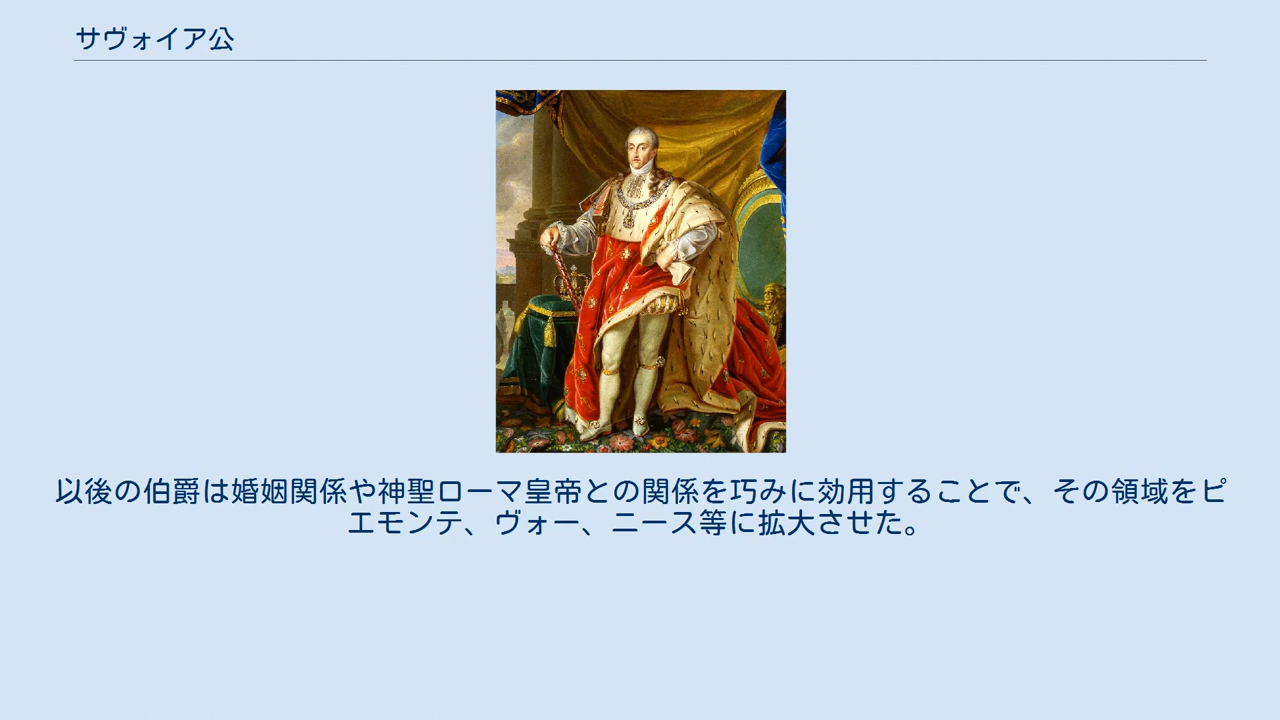 サヴォイア公
以後の伯爵は婚姻関係や神聖ローマ皇帝との関係を巧みに効用することで、その領域をピ
エモンテ、ヴォー、ニース等に拡大させた。